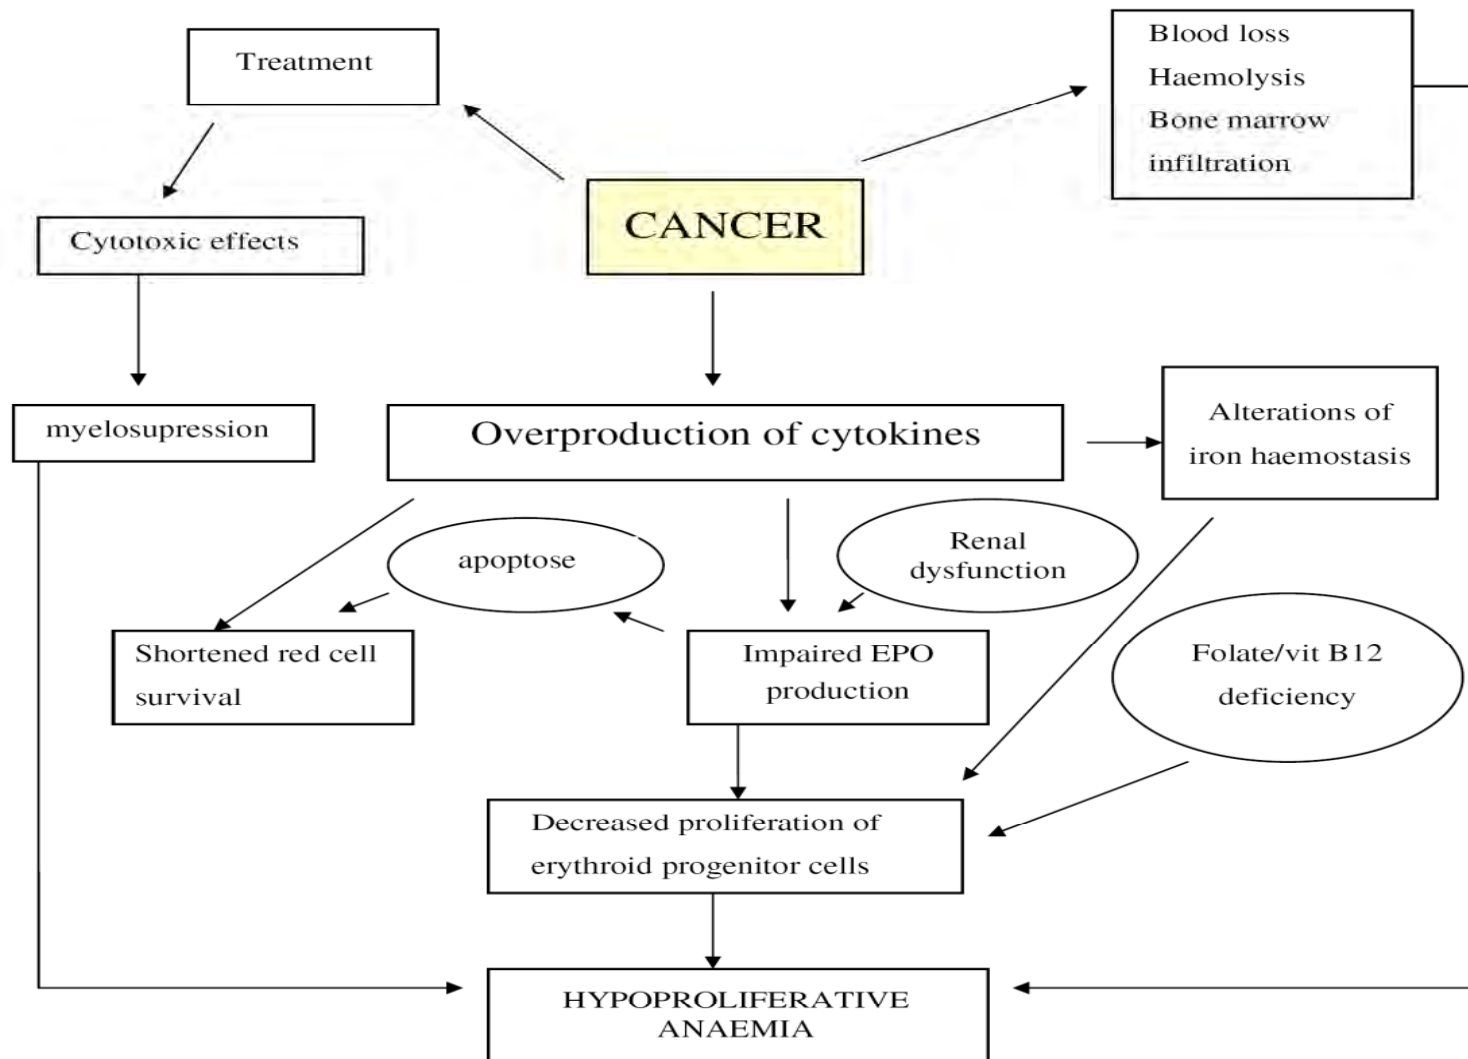 Treatment
Blood loss
Haemolysis
Bone marrow
infiltration
CANCER
Cytotoxic effects
myelosupression
Overproduction of cytokines
Alterations of
iron haemostasis
apoptose
Renal
dysfunction
Shortened red cell
survival
Impaired EPO
production
Folate/vit B12
deficiency
Decreased proliferation of
erythroid progenitor cells
HYPOPROLIFERATIVE
ANAEMIA